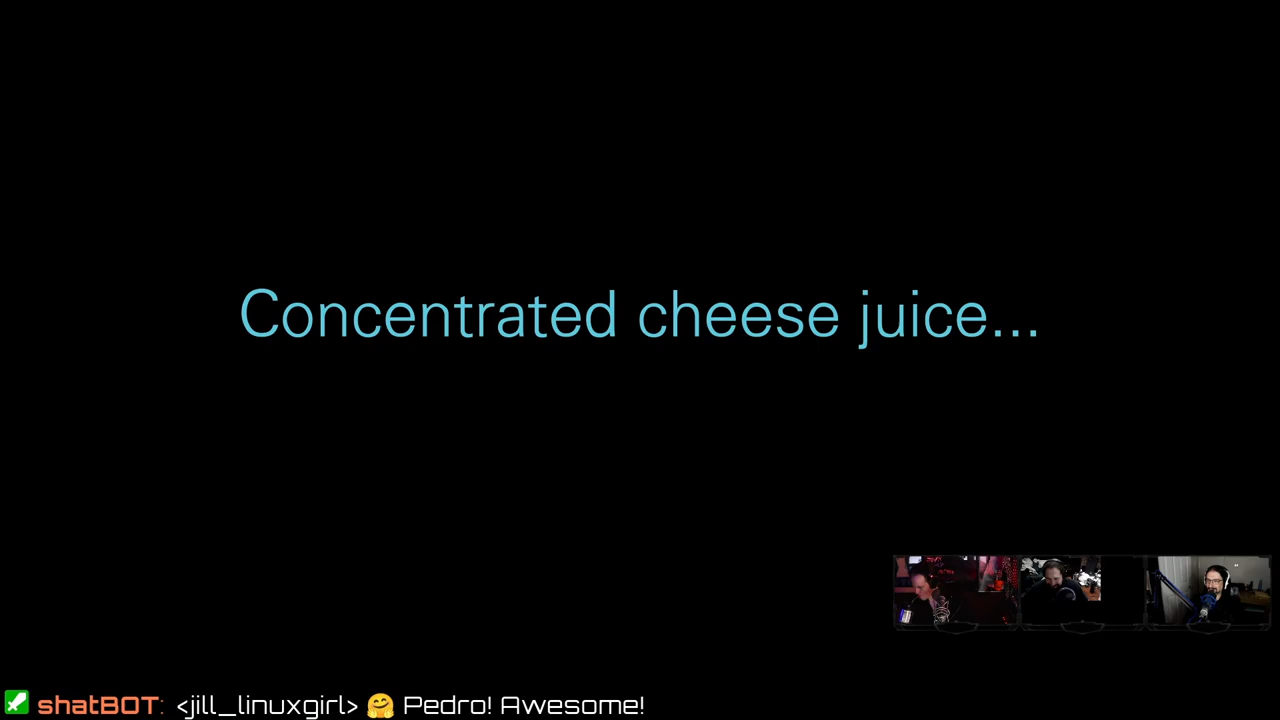 Concentrated cheese juice...
shatBOT: <jill_linuxgirl> 🤗 Pedro! Awesome!